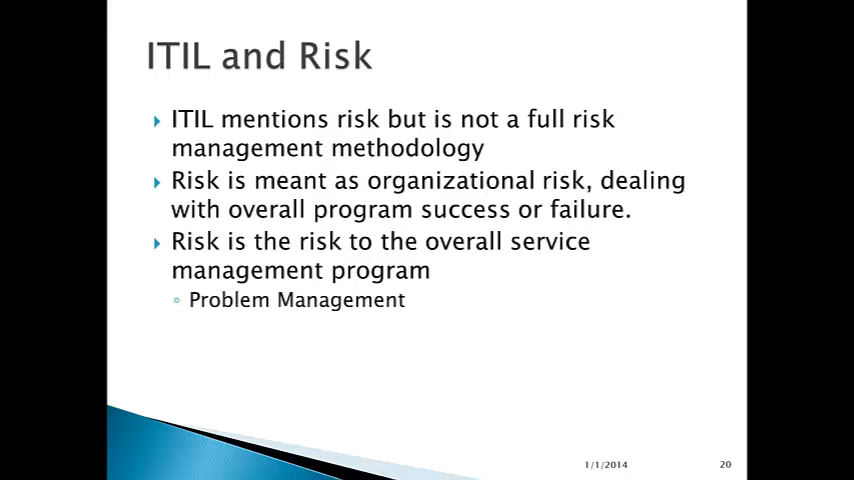 ITIL and Risk
ITIL mentions risk but is not a full risk
management methodology
Risk is meant as organizational risk, dealing
with overall program success or failure.
Risk is the risk to the overall service
management program
Problem Management
1/1/2014
20